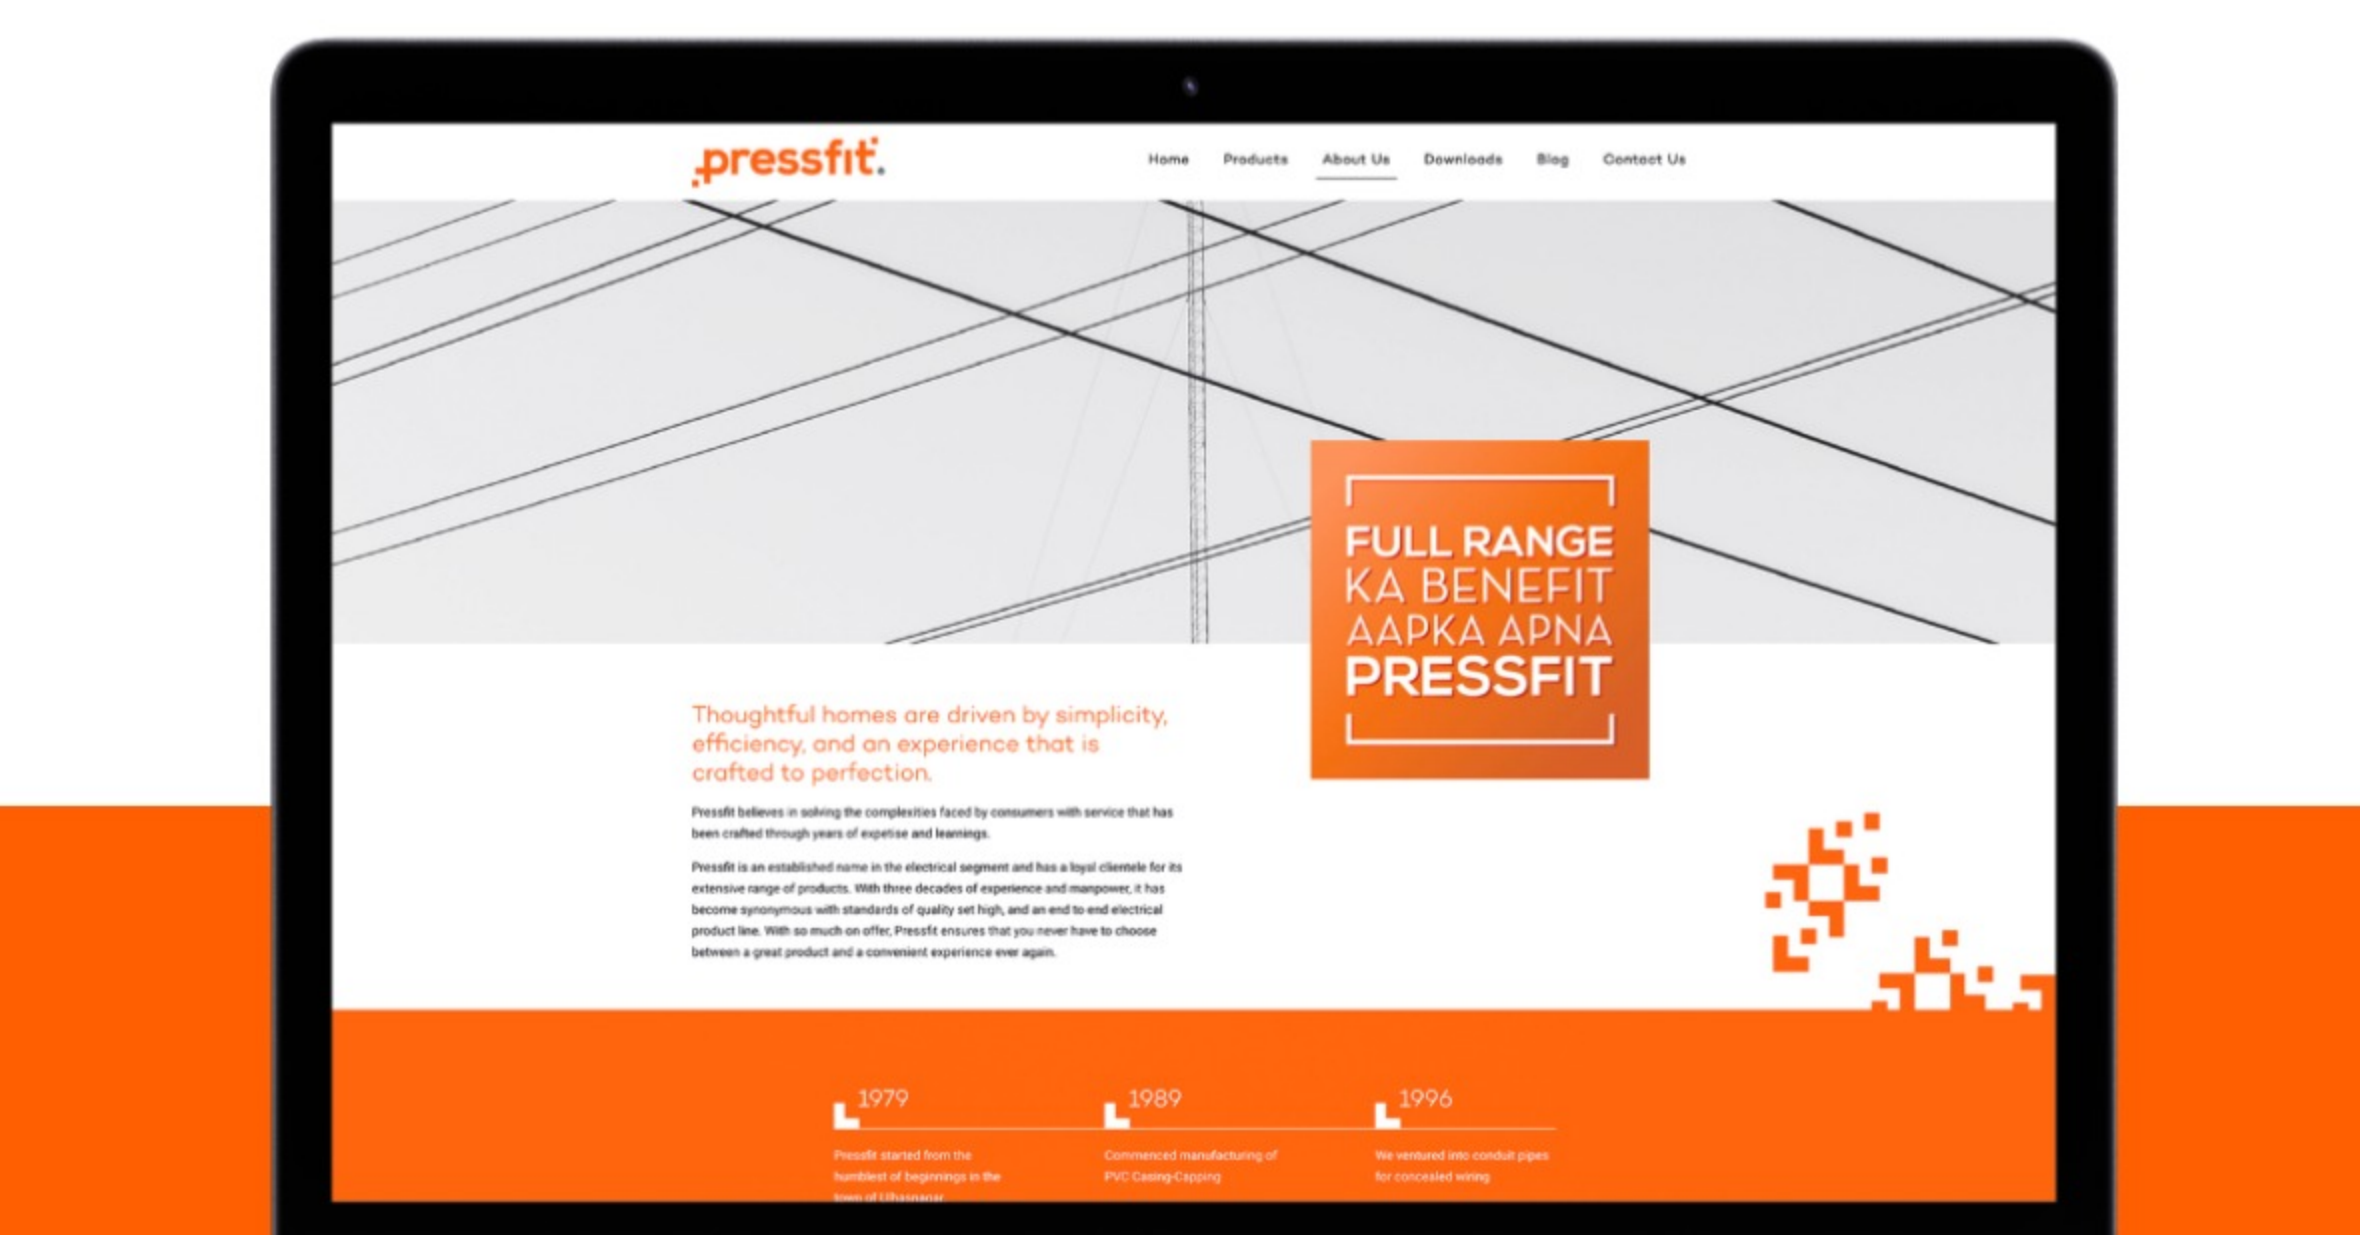 pressfit.
Home Products About Us Downloads Blog Contact Us
FULL RANGE
KA BENEFIT
AAPKA APNA
PRESSFIT
Thoughtful homes are driven by simplicity,
efficiency, and an experience that is
crafted to perfection.
Pressfit believes in solving the complexities faced by consumers with service that has
been crafted through years of expetise and learnings.
Pressfit is an established name in the electrical segment and has a loyal clientele for its
extensive range of products. With three decades of experience and manpower, it has
become synonymous with standards of quality set high, and an end to end electrical
product line. With so much on offer, Pressfit ensures that you never have to choose
between a great product and a convenient experience ever again.
1979 1989 1996
Pressfit started from the
humblest of beginnings in the
town of Ulhasnagar
Commenced manufacturing of
PVC Casing-Capping
We ventured into conduit pipes
for concealed wiring